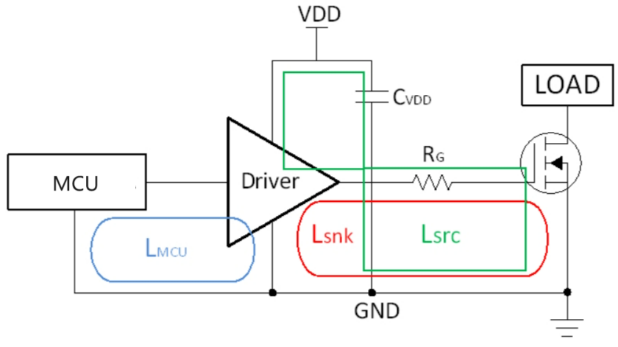 VDD
CVDD
LOAD
RG
MCU
Driver
LMCU
Lsnk
Lsrc
GND